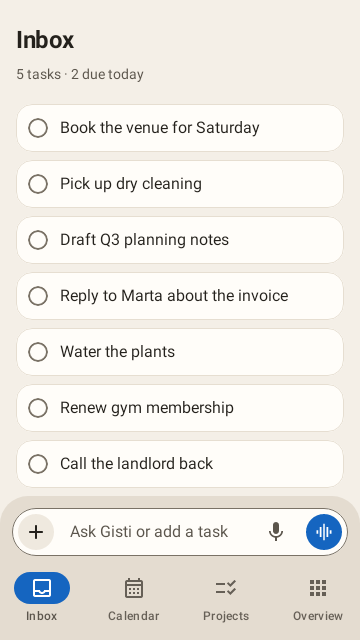 Inbox
5 tasks · 2 due today
Book the venue for Saturday
Pick up dry cleaning
Draft Q3 planning notes
Reply to Marta about the invoice
Water the plants
Renew gym membership
Call the landlord back
Ask Gisti or add a task
Inbox Calendar Projects Overview